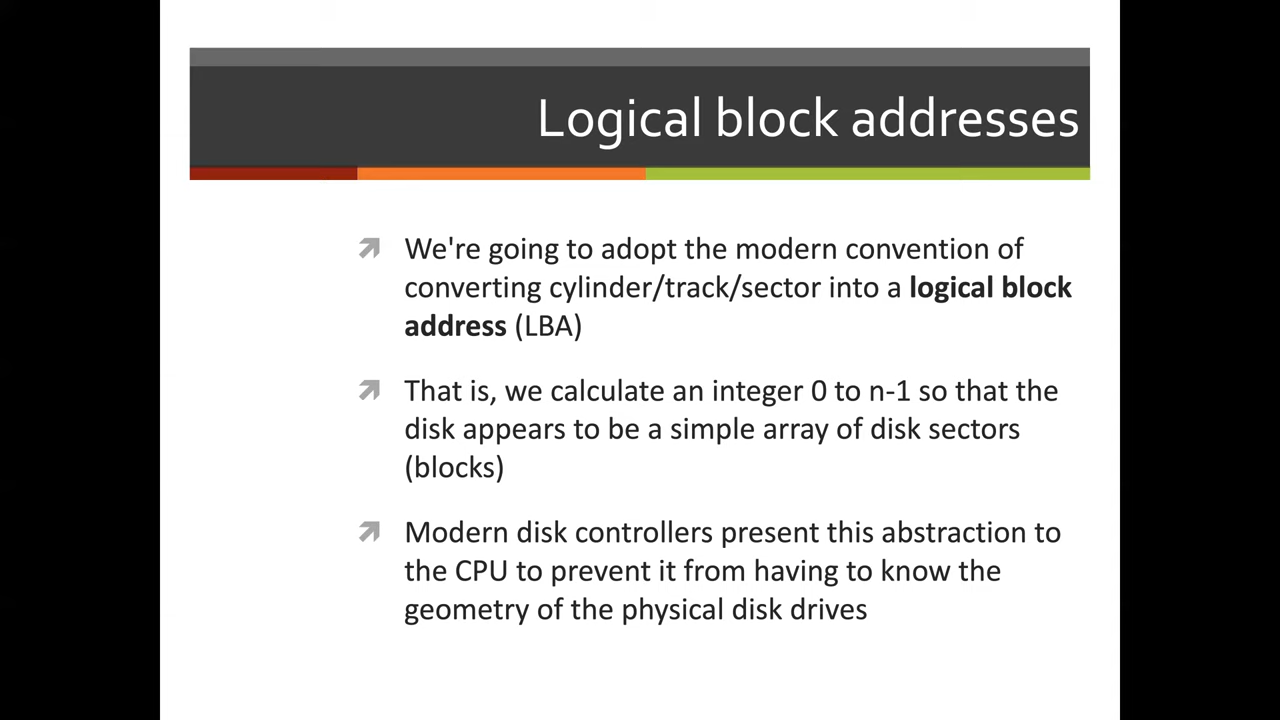 Logical block addresses
We're going to adopt the modern convention of
converting cylinder/track/sector into a logical block
address (LBA)
That is, we calculate an integer 0 to n-1 so that the
disk appears to be a simple array of disk sectors
(blocks)
Modern disk controllers present this abstraction to
the CPU to prevent it from having to know the
geometry of the physical disk drives